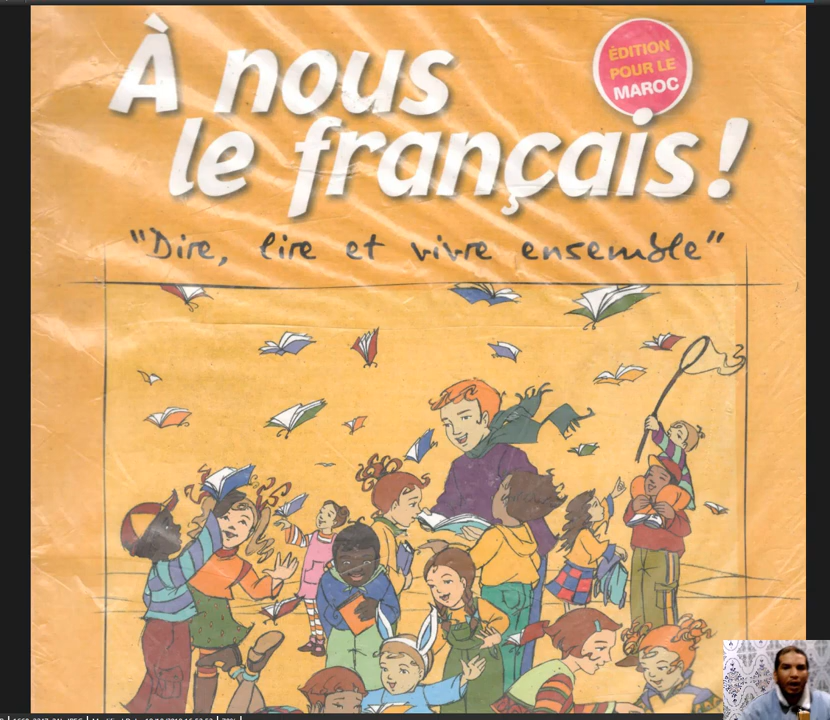 À nous
ÉDITION
POUR LE
MAROC
le français !
"Dire, lire et vivre ensemble"